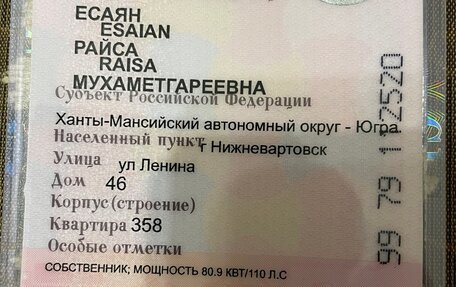 ЕСАЯН
ESAIAN
РАЙСА
RAISA
МУХАМЕТГАРЕЕВНА
Субъект Российской Федерации
Ханты-Мансийский автономный округ - Югра
Населенный пункт г Нижневартовск
Улица ул Ленина
Дом 46
Корпус (строение)
Квартира 358
Особые отметки
СОБСТВЕННИК; МОЩНОСТЬ 80.9 КВТ/110 Л.С
99 79 112520